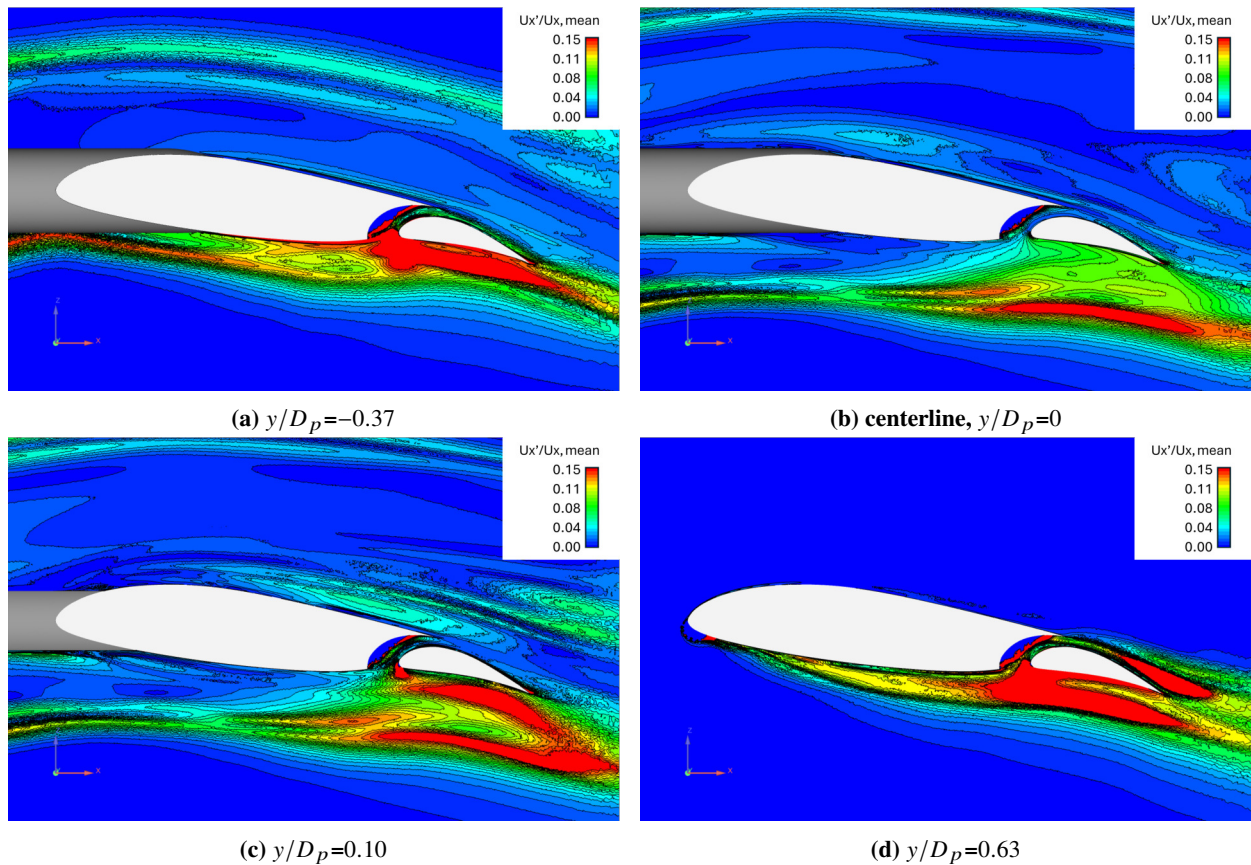 Ux'/Ux, mean
0.15
0.11
0.08
0.04
0.00
z
x
(a) y/D_p=−0.37
Ux'/Ux, mean
0.15
0.11
0.08
0.04
0.00
z
x
(b) centerline, y/D_p=0
Ux'/Ux, mean
0.15
0.11
0.08
0.04
0.00
z
x
(c) y/D_p=0.10
Ux'/Ux, mean
0.15
0.11
0.08
0.04
0.00
z
x
(d) y/D_p=0.63